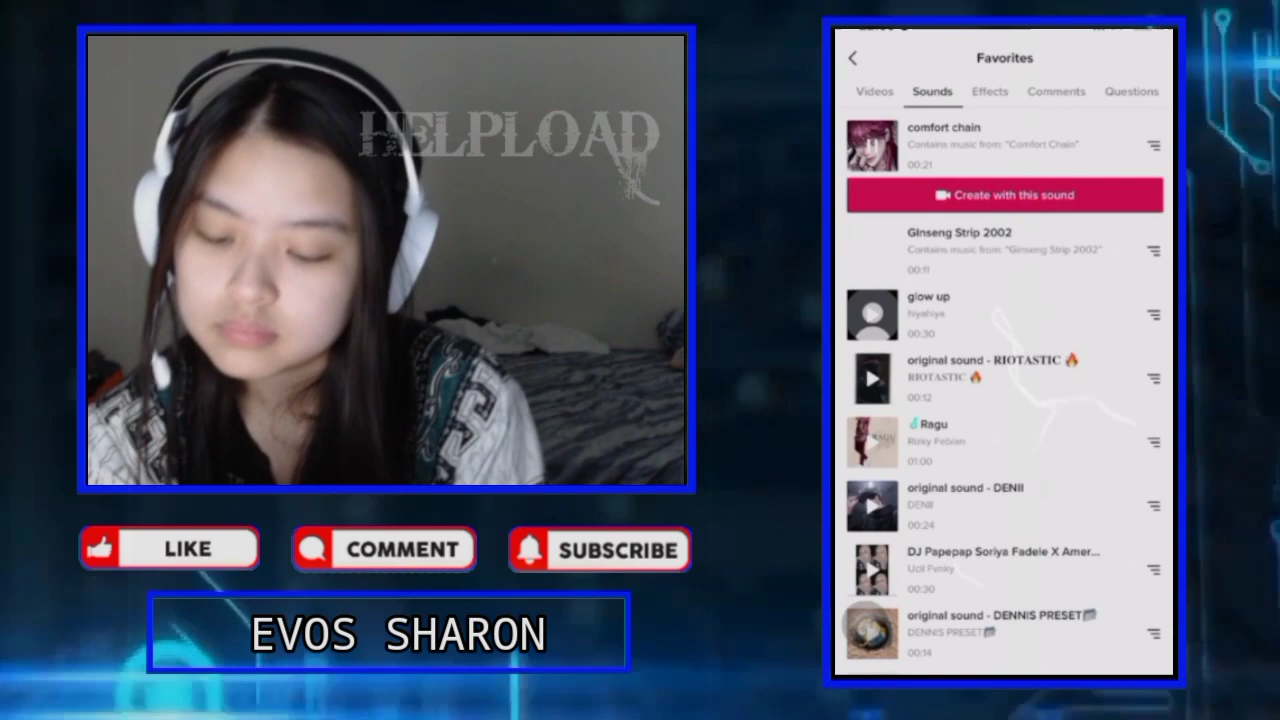 HELPLOAD
LIKE
COMMENT
SUBSCRIBE
EVOS SHARON
Favorites
Videos
Sounds
Effects
Comments
Questions
comfort chain
Contains music from: "Comfort Chain"
00:21
Create with this sound
GInseng Strip 2002
Contains music from: "Ginseng Strip 2002"
00:11
glow up
Nyahiya
00:30
original sound - RIOTASTIC 🔥
RIOTASTIC 🔥
00:12
Ragu
Rizky Febian
01:00
original sound - DENII
DENII
00:24
DJ Papepap Soriya Fadele X Amer...
00:30
original sound - DENNIS PRESET
DENNIS PRESET
00:14